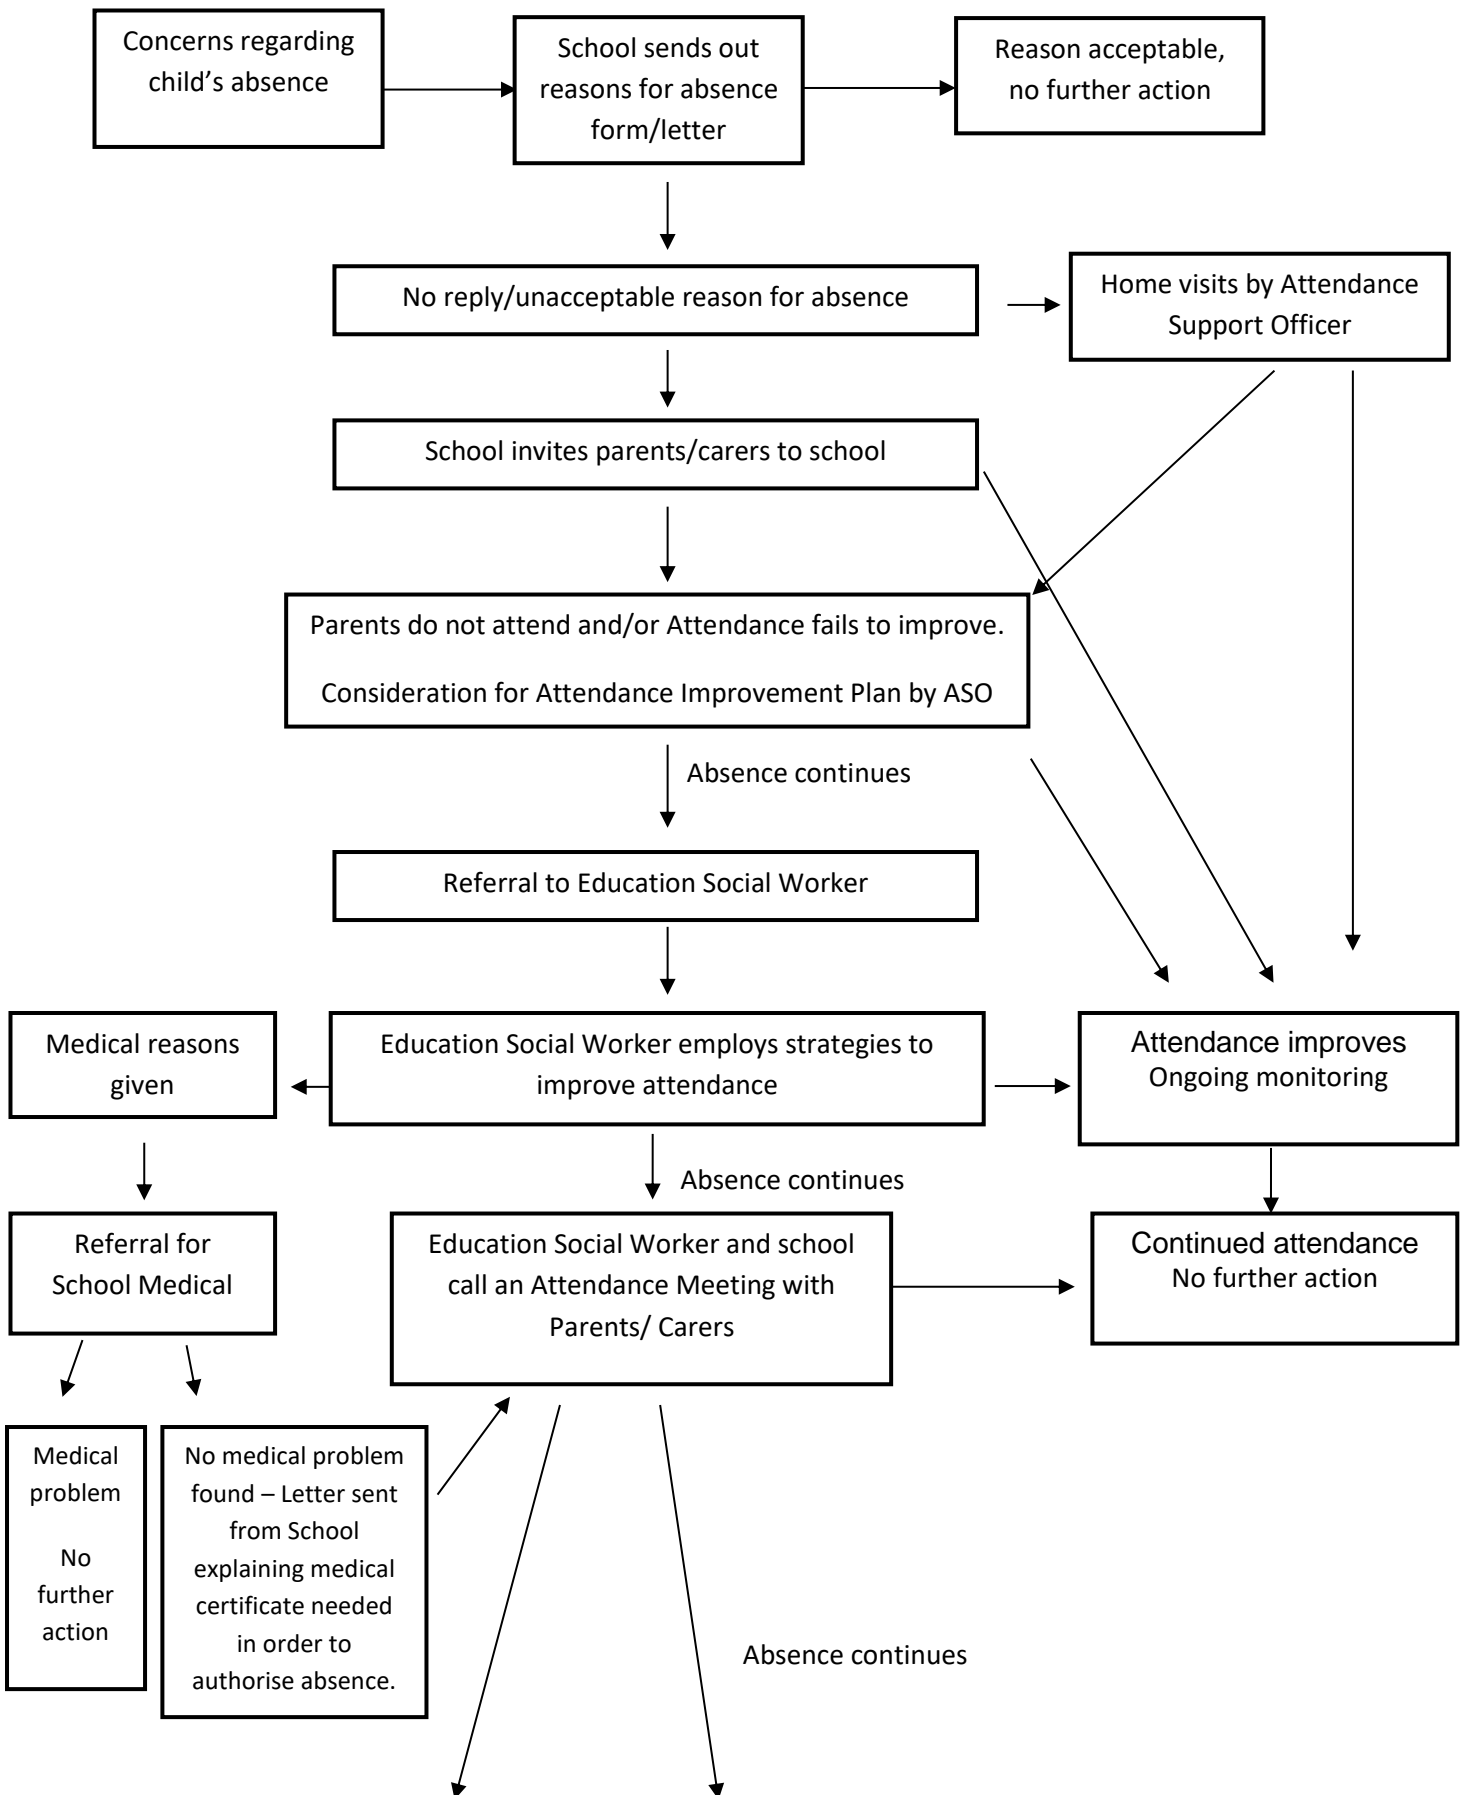 Concerns regarding
child’s absence
School sends out
reasons for absence
form/letter
Reason acceptable,
no further action
No reply/unacceptable reason for absence
Home visits by Attendance
Support Officer
School invites parents/carers to school
Parents do not attend and/or Attendance fails to improve.
Consideration for Attendance Improvement Plan by ASO
Absence continues
Referral to Education Social Worker
Medical reasons
given
Education Social Worker employs strategies to
improve attendance
Attendance improves
Ongoing monitoring
Absence continues
Referral for
School Medical
Education Social Worker and school
call an Attendance Meeting with
Parents/ Carers
Continued attendance
No further action
Medical
problem
No
further
action
No medical problem
found – Letter sent
from School
explaining medical
certificate needed
in order to
authorise absence.
Absence continues